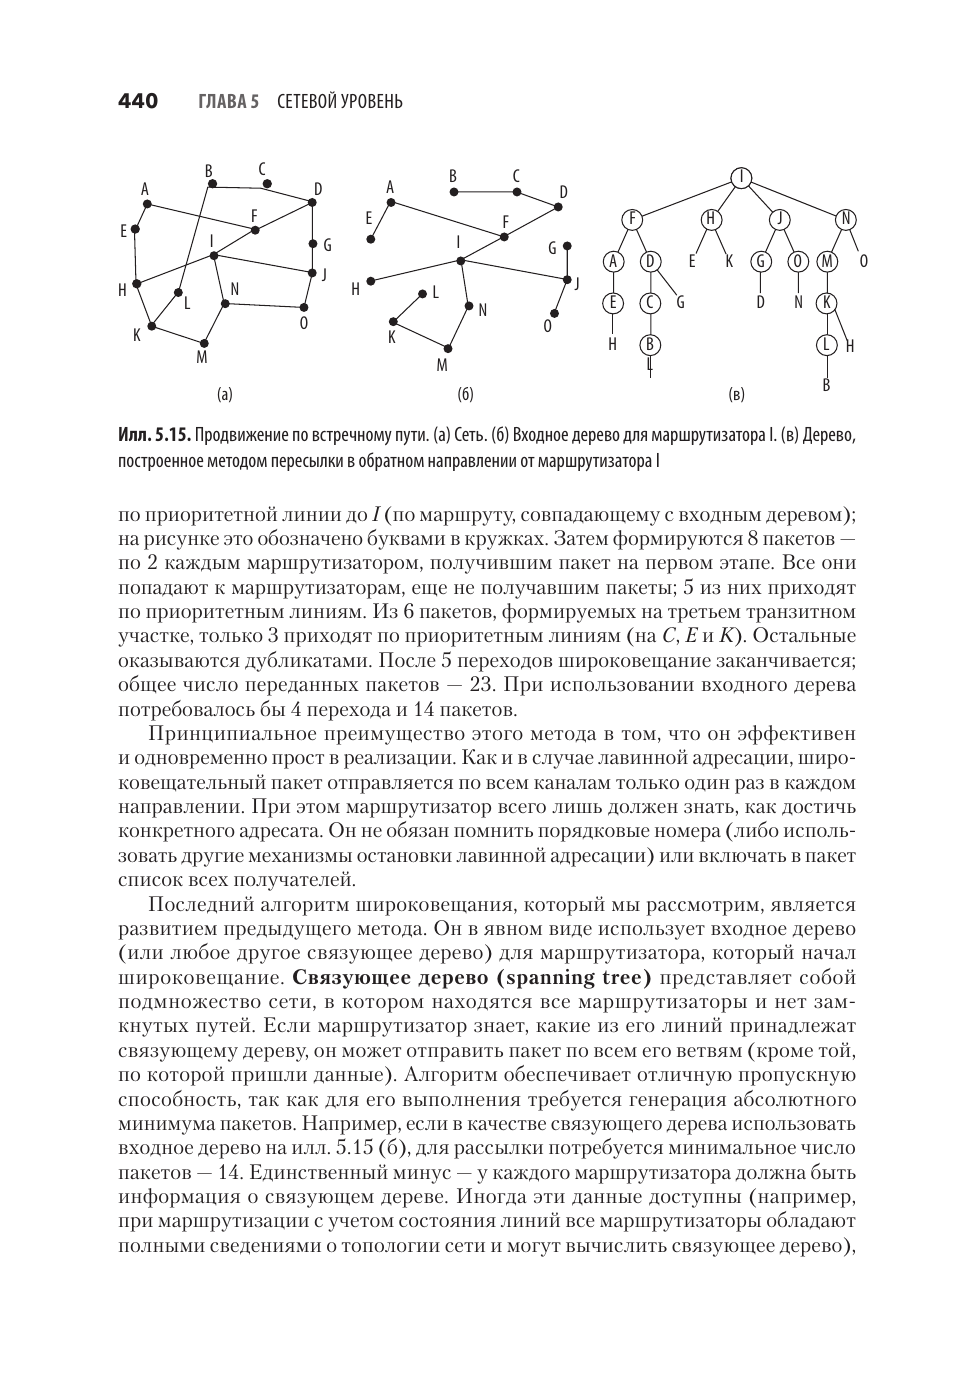 440 ГЛАВА 5 СЕТЕВОЙ УРОВЕНЬ
A B C D E F G H I J K L M N O
(а)
A B C D E F G H I J K L M N O
(б)
I
F H J N
A D E K G O M O
E C G D N K
H B L H
L B
(в)
Илл. 5.15. Продвижение по встречному пути. (а) Сеть. (б) Входное дерево для маршрутизатора I. (в) Дерево,
построенное методом пересылки в обратном направлении от маршрутизатора I
по приоритетной линии до I (по маршруту, совпадающему с входным деревом);
на рисунке это обозначено буквами в кружках. Затем формируются 8 пакетов —
по 2 каждым маршрутизатором, получившим пакет на первом этапе. Все они
попадают к маршрутизаторам, еще не получавшим пакеты; 5 из них приходят
по приоритетным линиям. Из 6 пакетов, формируемых на третьем транзитном
участке, только 3 приходят по приоритетным линиям (на C, E и K). Остальные
оказываются дубликатами. После 5 переходов широковещание заканчивается;
общее число переданных пакетов — 23. При использовании входного дерева
потребовалось бы 4 перехода и 14 пакетов.
Принципиальное преимущество этого метода в том, что он эффективен
и одновременно прост в реализации. Как и в случае лавинной адресации, широ-
ковещательный пакет отправляется по всем каналам только один раз в каждом
направлении. При этом маршрутизатор всего лишь должен знать, как достичь
конкретного адресата. Он не обязан помнить порядковые номера (либо исполь-
зовать другие механизмы остановки лавинной адресации) или включать в пакет
список всех получателей.
Последний алгоритм широковещания, который мы рассмотрим, является
развитием предыдущего метода. Он в явном виде использует входное дерево
(или любое другое связующее дерево) для маршрутизатора, который начал
широковещание. Связующее дерево (spanning tree) представляет собой
подмножество сети, в котором находятся все маршрутизаторы и нет зам-
кнутых путей. Если маршрутизатор знает, какие из его линий принадлежат
связующему дереву, он может отправить пакет по всем его ветвям (кроме той,
по которой пришли данные). Алгоритм обеспечивает отличную пропускную
способность, так как для его выполнения требуется генерация абсолютного
минимума пакетов. Например, если в качестве связующего дерева использовать
входное дерево на илл. 5.15 (б), для рассылки потребуется минимальное число
пакетов — 14. Единственный минус — у каждого маршрутизатора должна быть
информация о связующем дереве. Иногда эти данные доступны (например,
при маршрутизации с учетом состояния линий все маршрутизаторы обладают
полными сведениями о топологии сети и могут вычислить связующее дерево),